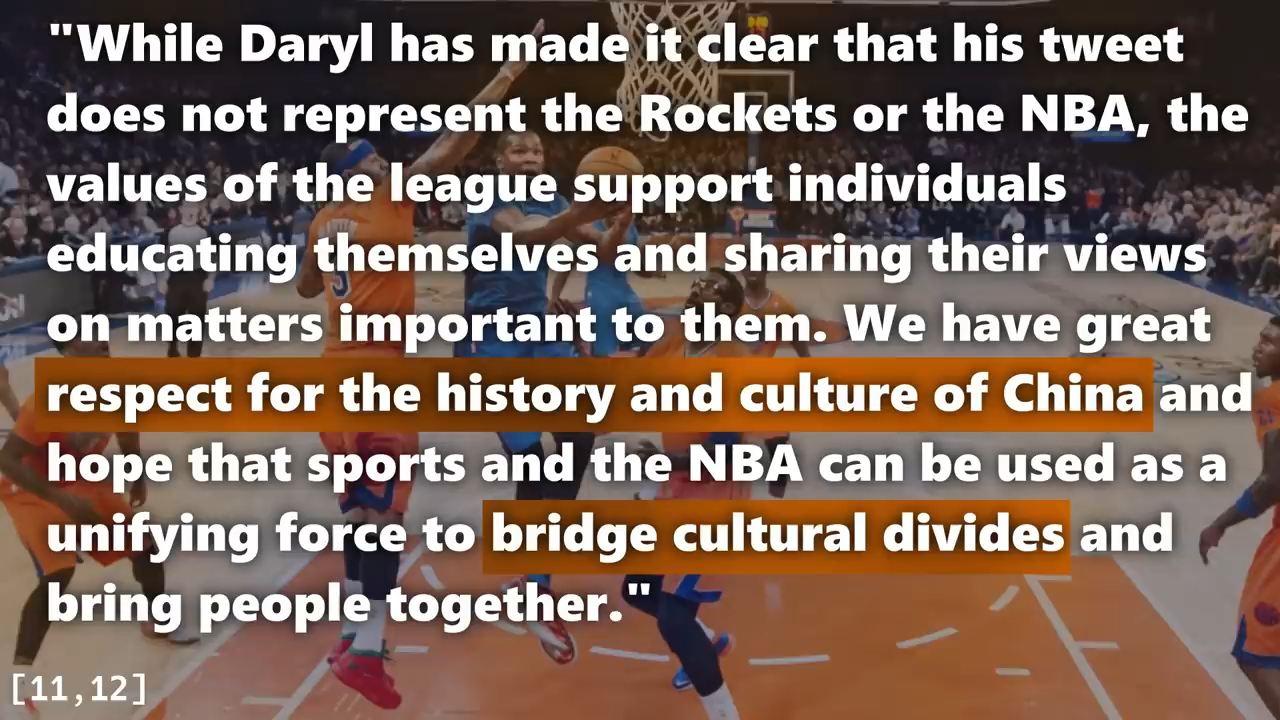 "While Daryl has made it clear that his tweet
does not represent the Rockets or the NBA, the
values of the league support individuals
educating themselves and sharing their views
on matters important to them. We have great
respect for the history and culture of China and
hope that sports and the NBA can be used as a
unifying force to bridge cultural divides and
bring people together."
[11,12]